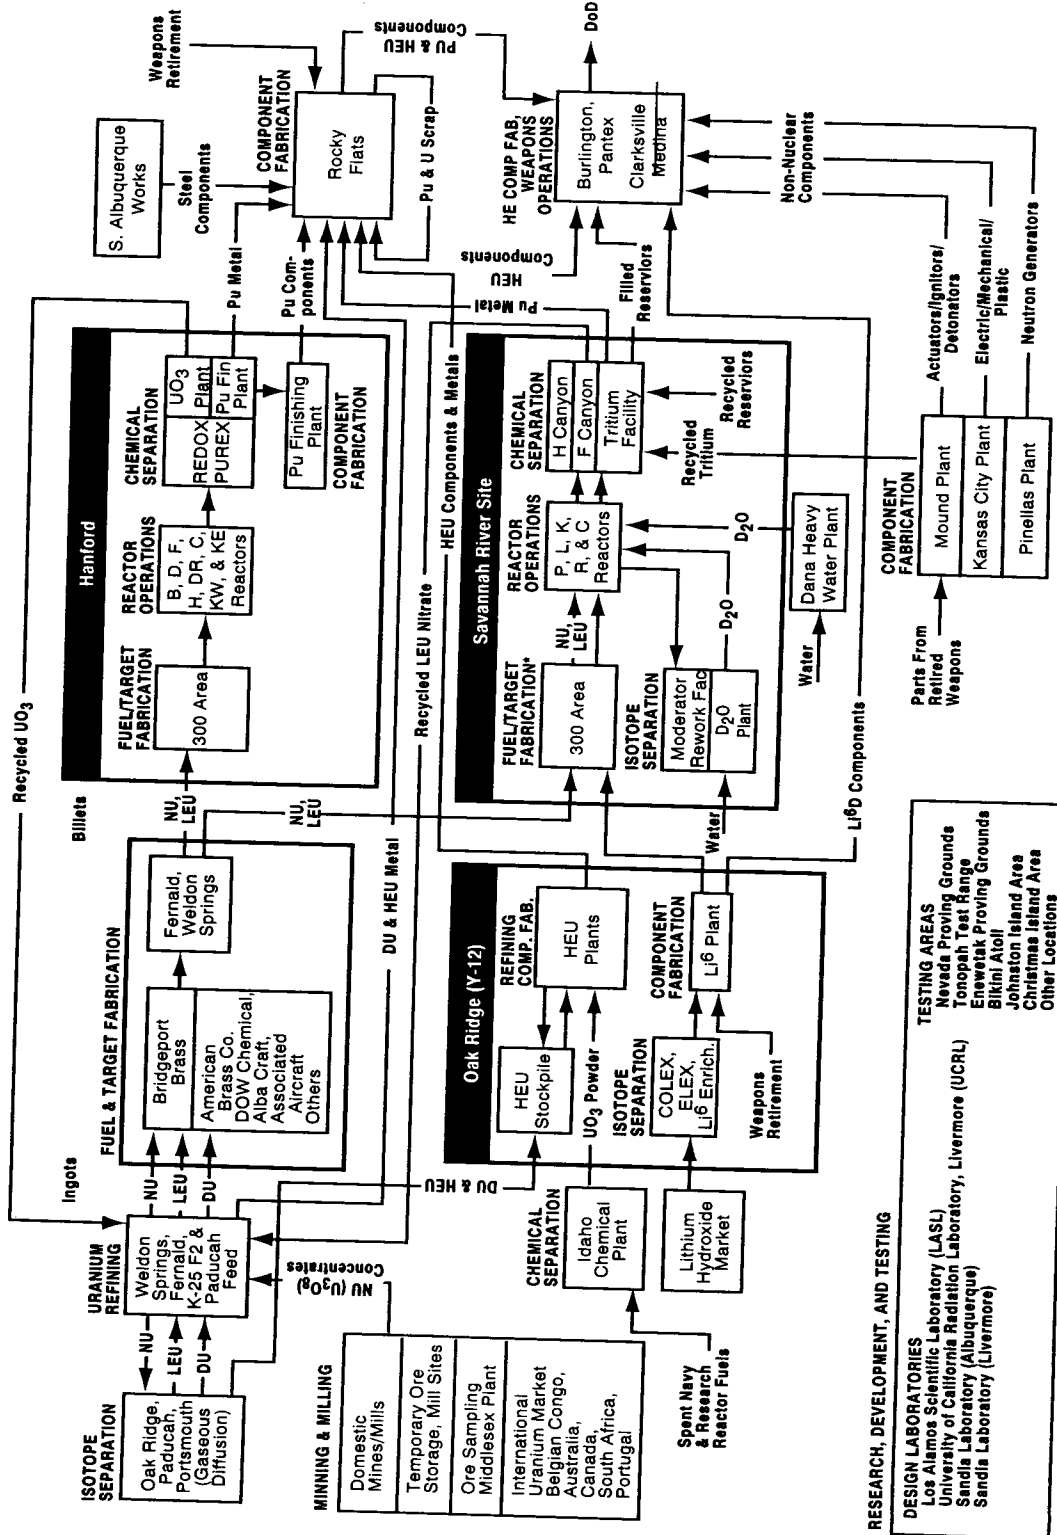 ISOTOPE
SEPARATION
Oak Ridge,
Paducah,
Portsmouth
(Gaseous
Diffusion)
NU
LEU
DU
URANIUM
REFINING
Weldon
Springs,
Fernald,
K-25 F2 &
Paducah
Feed
Ingots
Recycled UO3
NU
LEU
DU
FUEL & TARGET FABRICATION
Bridgeport
Brass
American
Brass Co.
DOW Chemical,
Alba Craft,
Associated
Aircraft
Others
Fernald,
Weldon
Springs
Billets
NU,
LEU
NU,
LEU
Hanford
FUEL/TARGET
FABRICATION
300 Area
REACTOR
OPERATIONS
B, D, F,
H, DR, C,
KW, & KE
Reactors
CHEMICAL
SEPARATION
REDOX
PUREX
UO3
Plant
Pu Fin
Plant
Pu Finishing
Plant
COMPONENT
FABRICATION
Pu Metal
Pu Com-
ponents
S. Albuquerque
Works
Steel
Components
Weapons
Retirement
COMPONENT
FABRICATION
Rocky
Flats
PU & HEU
Components
Pu & U Scrap
MINNING & MILLING
Domestic
Mines/Mills
Temporary Ore
Storage, Mill Sites
Ore Sampling
Middlesex Plant
International
Uranium Market
Belgian Congo,
Australia,
Canada,
South Africa,
Portugal
NU (U3O8)
Concentrates
DU & HEU
DU & HEU Metal
Recycled LEU Nitrate
HEU Components & Metals
Pu Metal
Oak Ridge (Y-12)
HEU
Stockpile
REFINING
COMP. FAB.
HEU
Plants
UO3 Powder
CHEMICAL
SEPARATION
Idaho
Chemical
Plant
Spent Navy
& Research
Reactor Fuels
Lithium
Hydroxide
Market
ISOTOPE
SEPARATION
COLEX,
ELEX,
Li6 Enrich.
Weapons
Retirement
COMPONENT
FABRICATION
Li6 Plant
Li6D Components
Savannah River Site
FUEL/TARGET
FABRICATION*
300 Area
NU,
LEU
REACTOR
OPERATIONS
P, L, K,
R, & C
Reactors
CHEMICAL
SEPARATION
H Canyon
F Canyon
Tritium
Facility
ISOTOPE
SEPARATION
Moderator
Rework Fac
D2O
Plant
Water
D2O
D2O
Recycled
Tritium
Recycled
Reserviors
Filled
Reserviors
Water
Dana Heavy
Water Plant
HE COMP FAB,
WEAPONS
OPERATIONS
HEU
Components
Burlington,
Pantex
Clarksville
Medina
DoD
Non-Nuclear
Components
Parts From
Retired
Weapons
COMPONENT
FABRICATION
Mound Plant
Kansas City Plant
Pinellas Plant
Actuators/Ignitors/
Detonators
Electric/Mechanical/
Plastic
Neutron Generators
RESEARCH, DEVELOPMENT, AND TESTING
DESIGN LABORATORIES
Los Alamos Scientific Laboratory (LASL)
University of California Radiation Laboratory, Livermore (UCRL)
Sandia Laboratory (Albuquerque)
Sandia Laboratory (Livermore)
TESTING AREAS
Nevada Proving Grounds
Tonopah Test Range
Enewetak Proving Grounds
Bikini Atoll
Johnston Island Area
Christmas Island Area
Other Locations